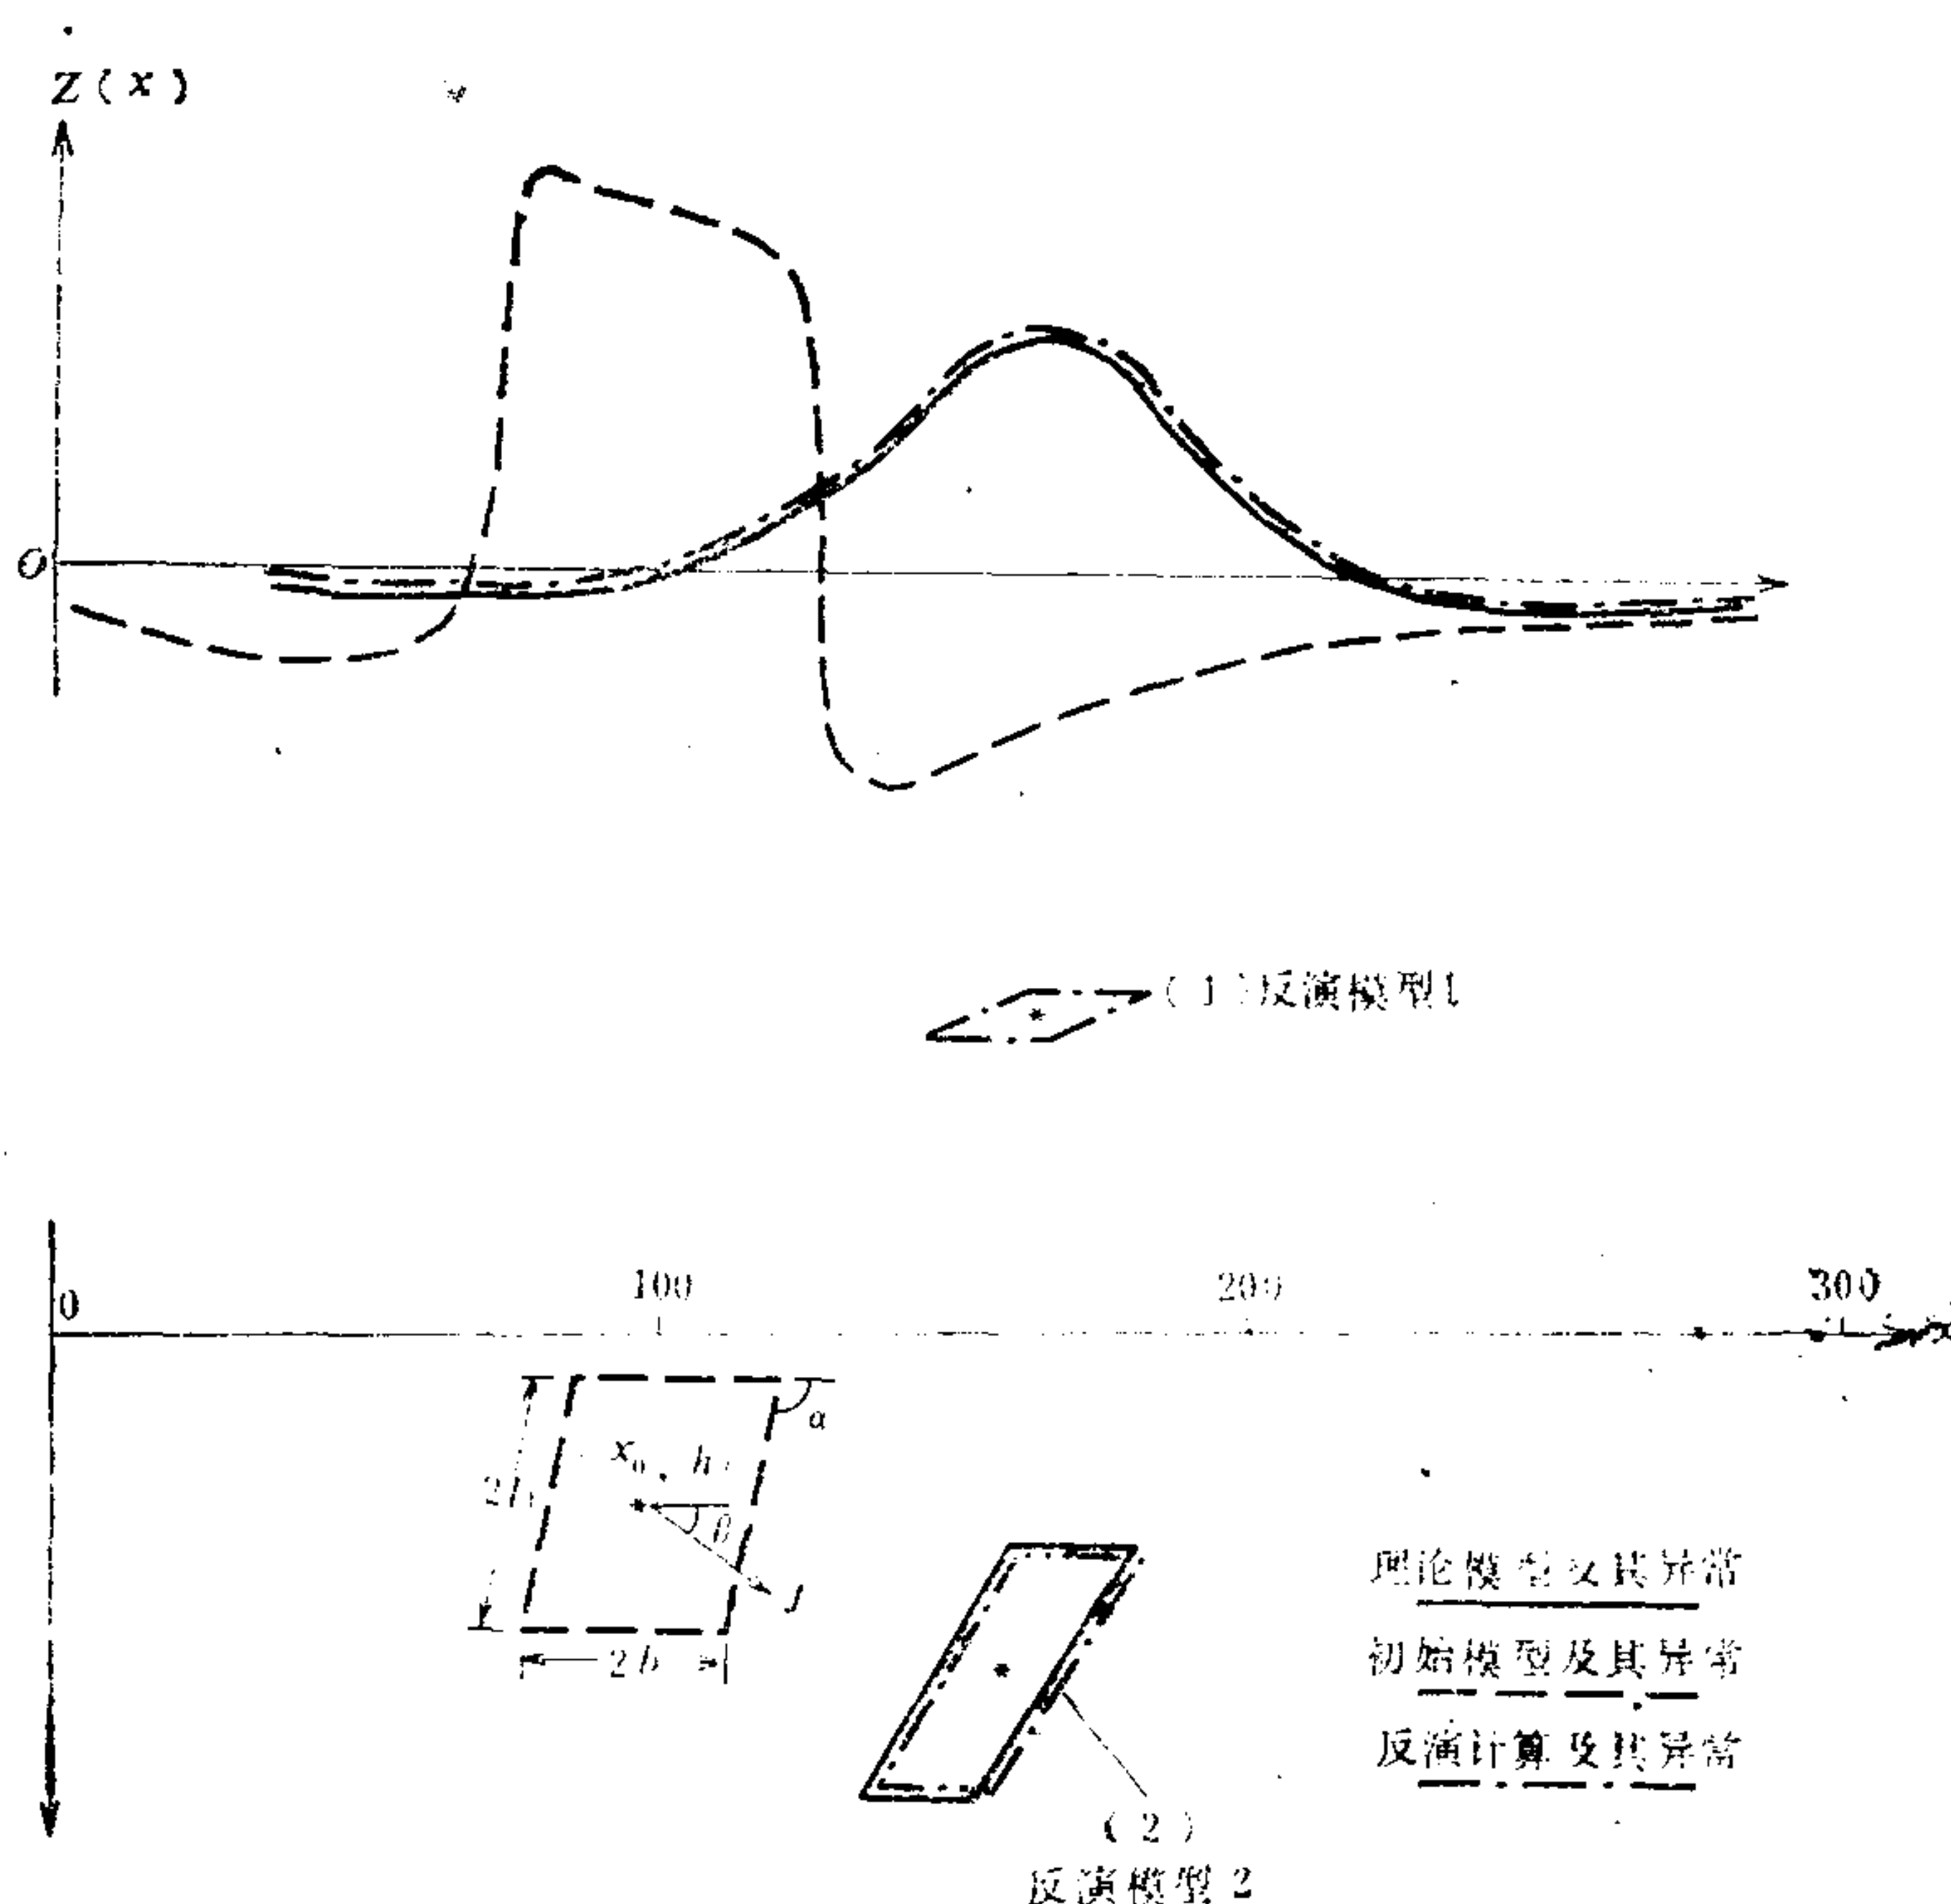 Z(x)
O
(1)反演模型1
0
100
200
300
x
α
x₀, h
β
J
2b
理论模型及其异常
初始模型及其异常
反演计算及其异常
(2)
反演模型2